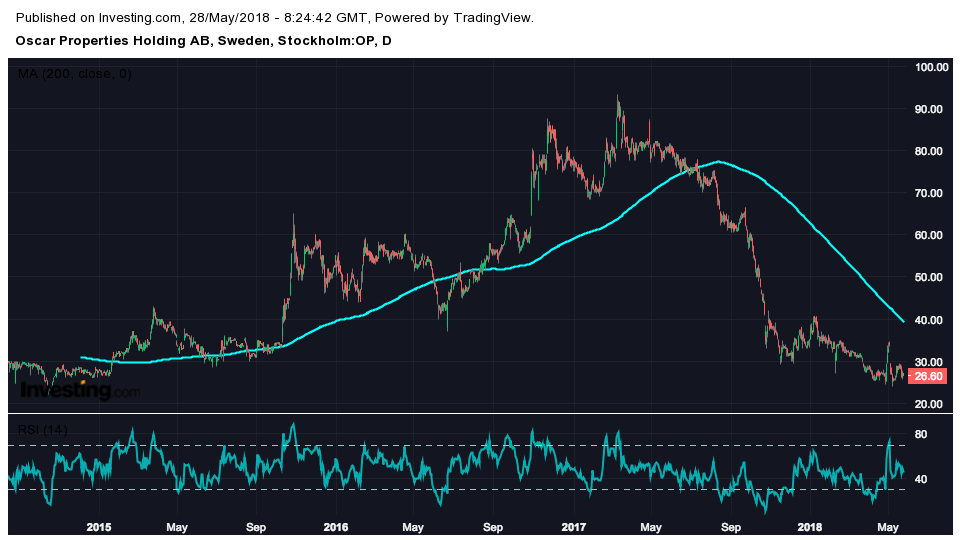 Published on Investing.com, 28/May/2018 - 8:24:42 GMT, Powered by TradingView.
Oscar Properties Holding AB, Sweden, Stockholm:OP, D
MA (200, close, 0)
100.00
90.00
80.00
70.00
60.00
50.00
40.00
30.00
26.60
20.00
Investing.com
RSI (14)
80
40
2015 May Sep 2016 May Sep 2017 May Sep 2018 May